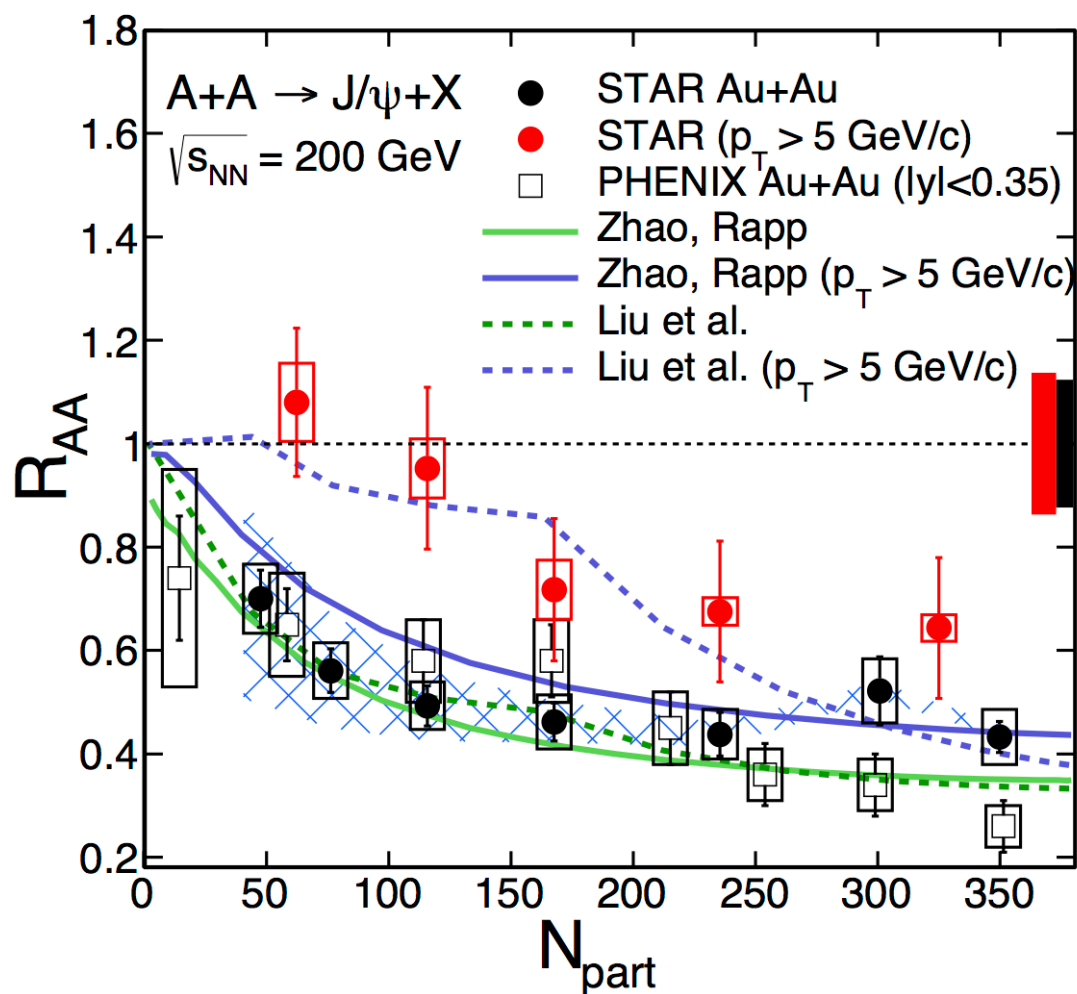 A+A → J/ψ+X
√s_NN = 200 GeV
STAR Au+Au
STAR (p_T > 5 GeV/c)
PHENIX Au+Au (|y|<0.35)
Zhao, Rapp
Zhao, Rapp (p_T > 5 GeV/c)
Liu et al.
Liu et al. (p_T > 5 GeV/c)
R_AA
1.8
1.6
1.4
1.2
1
0.8
0.6
0.4
0.2
0 50 100 150 200 250 300 350
N_part